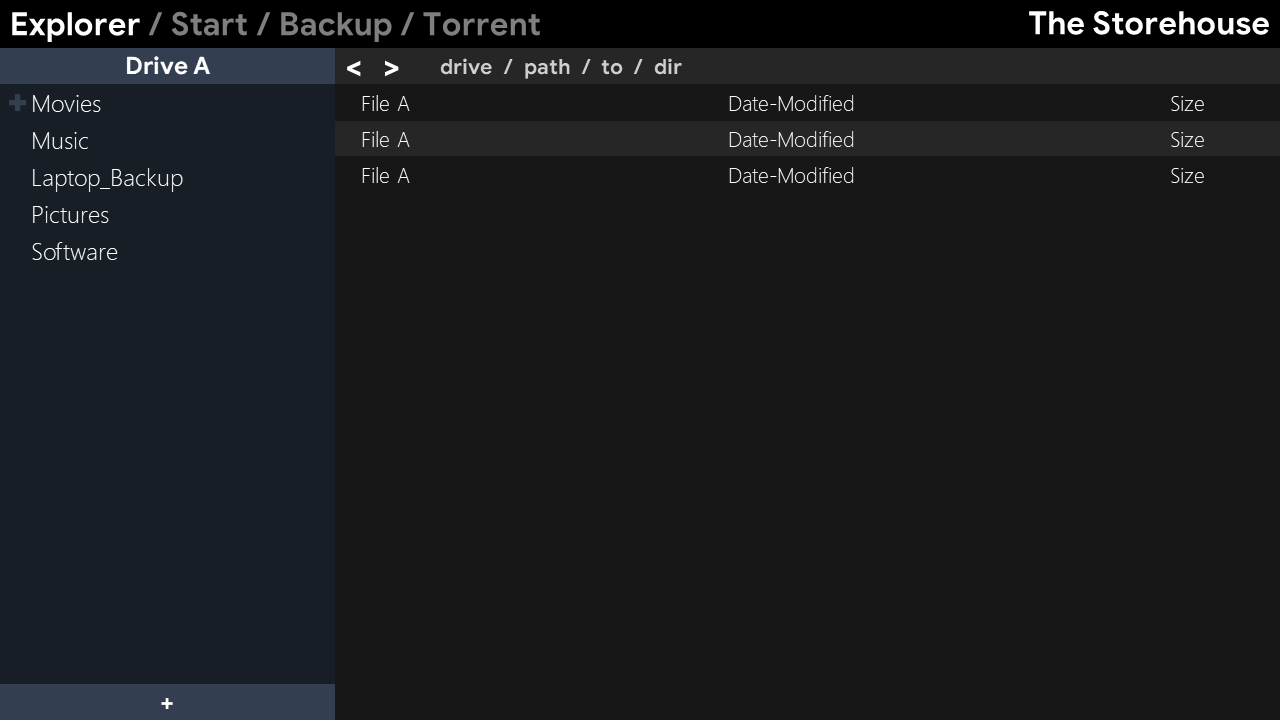 Explorer / Start / Backup / Torrent
The Storehouse
Drive A
Movies
Music
Laptop_Backup
Pictures
Software
+
< > drive / path / to / dir
File A Date-Modified Size
File A Date-Modified Size
File A Date-Modified Size